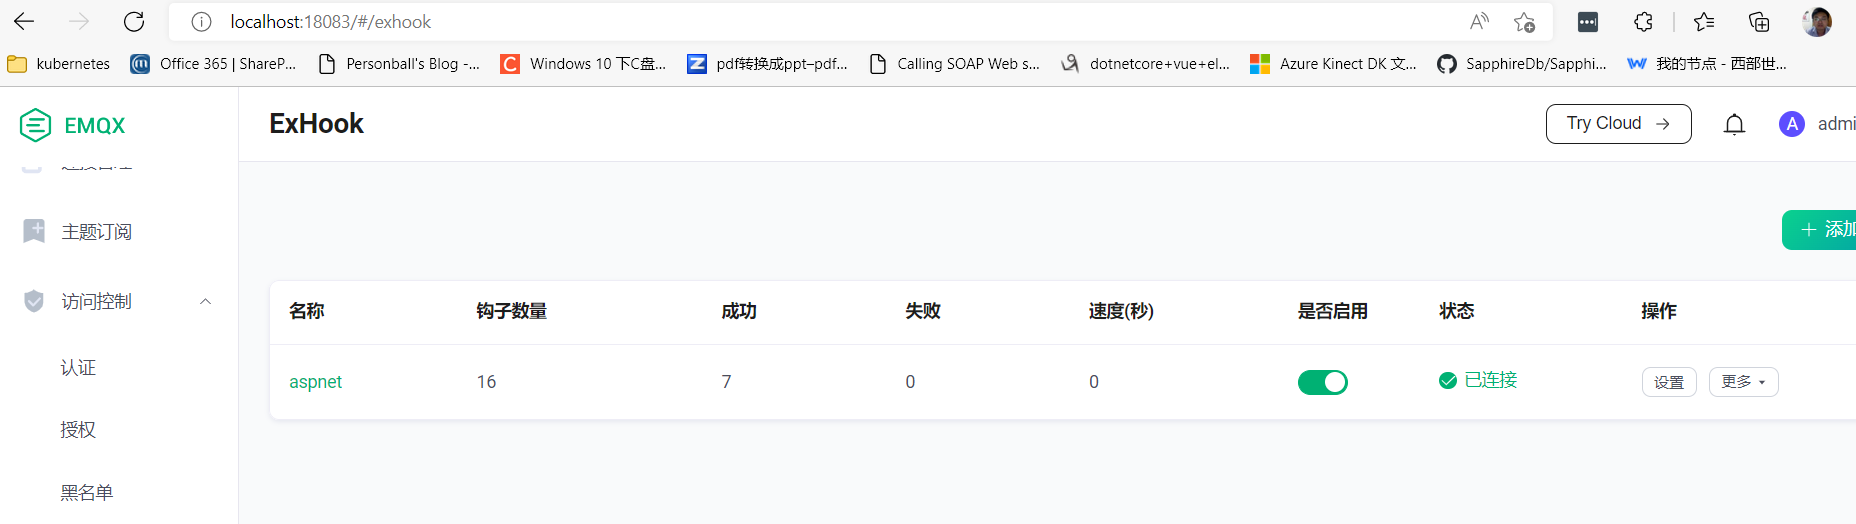 localhost:18083/#/exhook
kubernetes Office 365 | ShareP... Personball's Blog -... Windows 10 下C盘... pdf转换成ppt–pdf... Calling SOAP Web s... dotnetcore+vue+el... Azure Kinect DK 文... SapphireDb/Sapphi... 我的节点 - 西部世...
EMQX ExHook Try Cloud → A admi
主题订阅
+ 添加
访问控制
名称 钩子数量 成功 失败 速度(秒) 是否启用 状态 操作
认证
aspnet 16 7 0 0 已连接 设置 更多
授权
黑名单